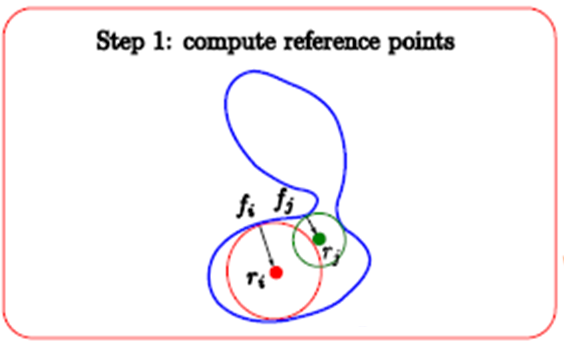 Step 1: compute reference points
f_i f_j
r_j
r_i